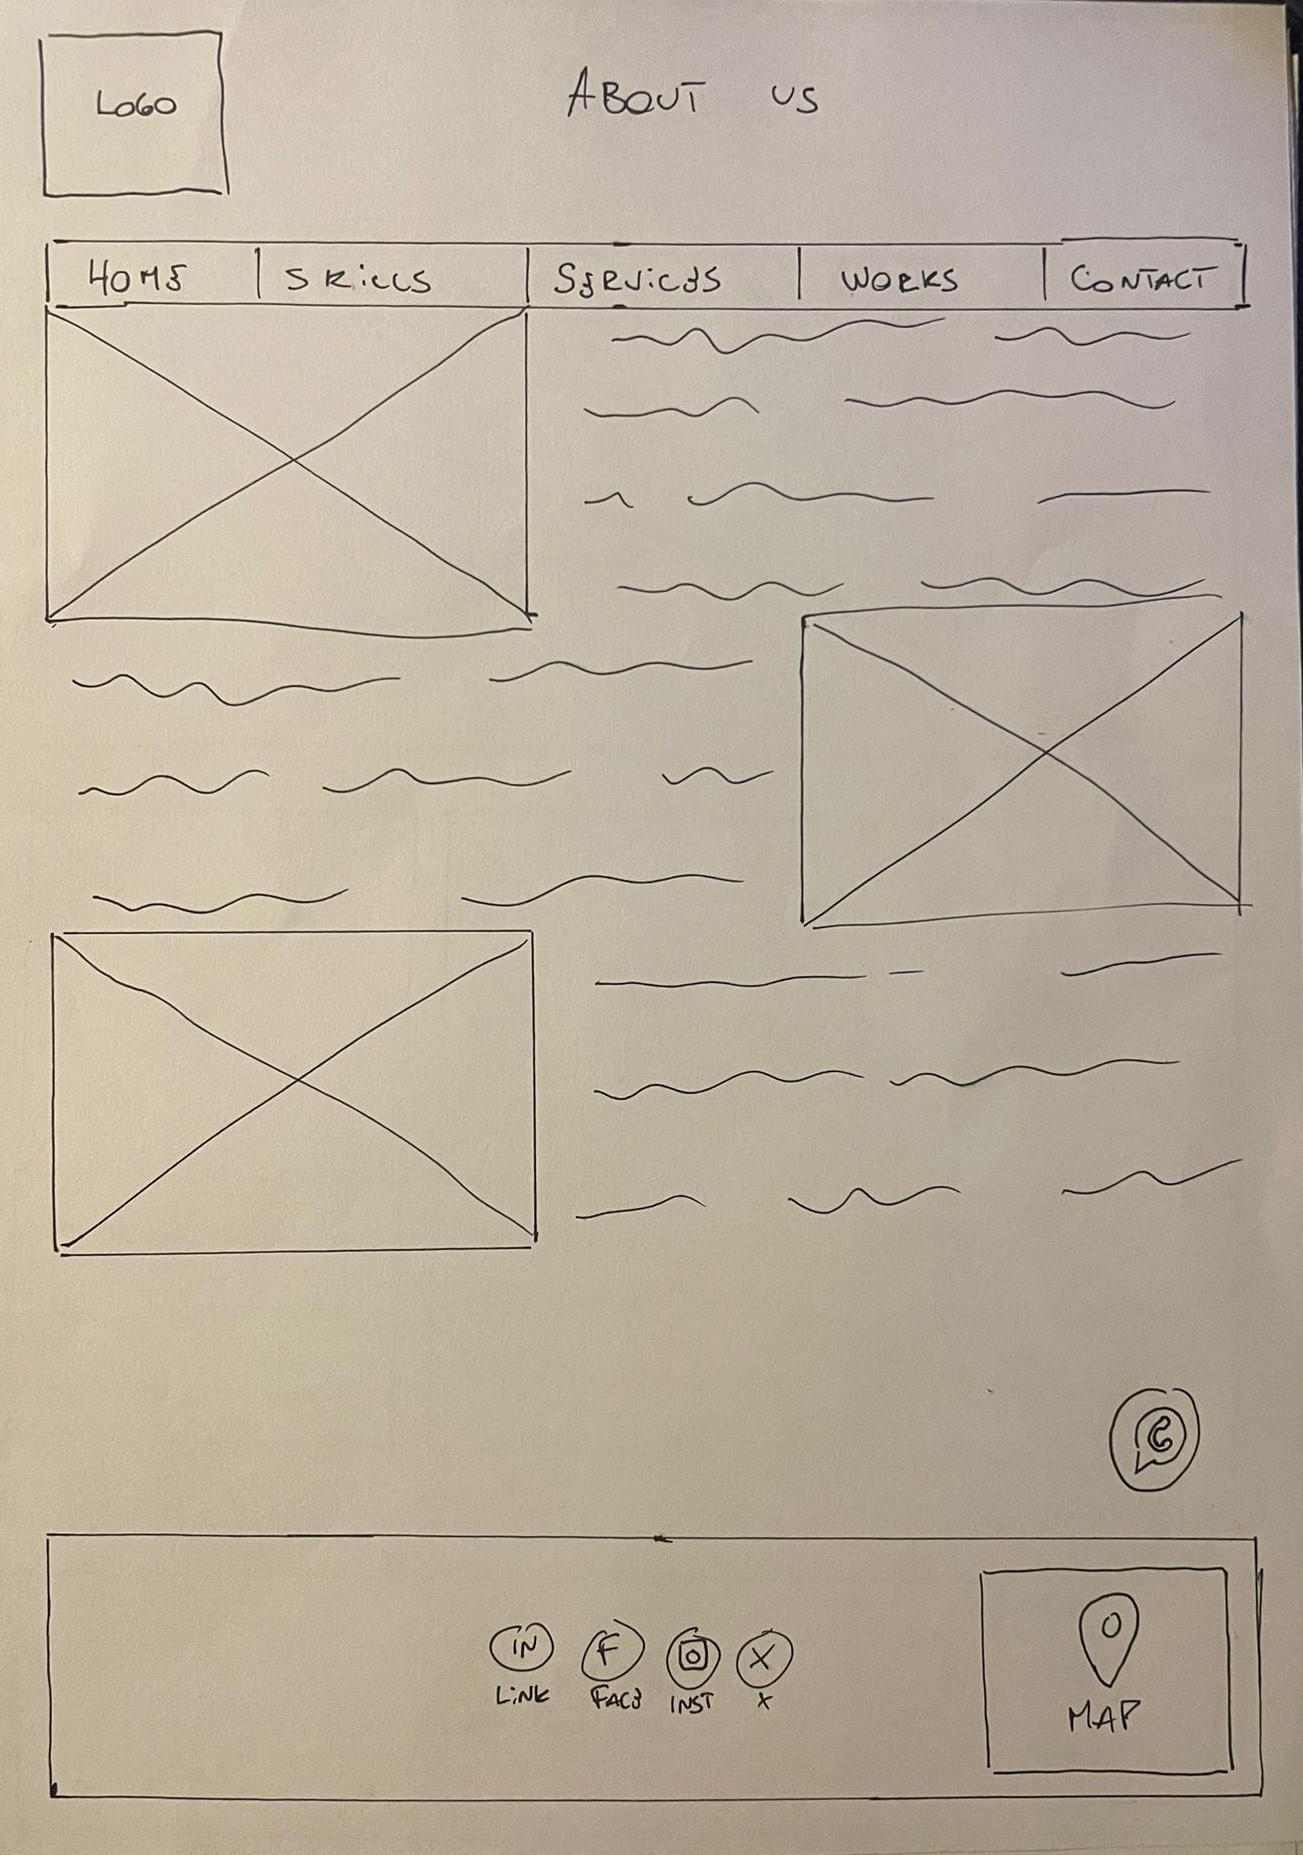 LOGO
ABOUT US
HOME SKILLS SERVICES WORKS CONTACT
IN F X
LINK FACE INST X
MAP